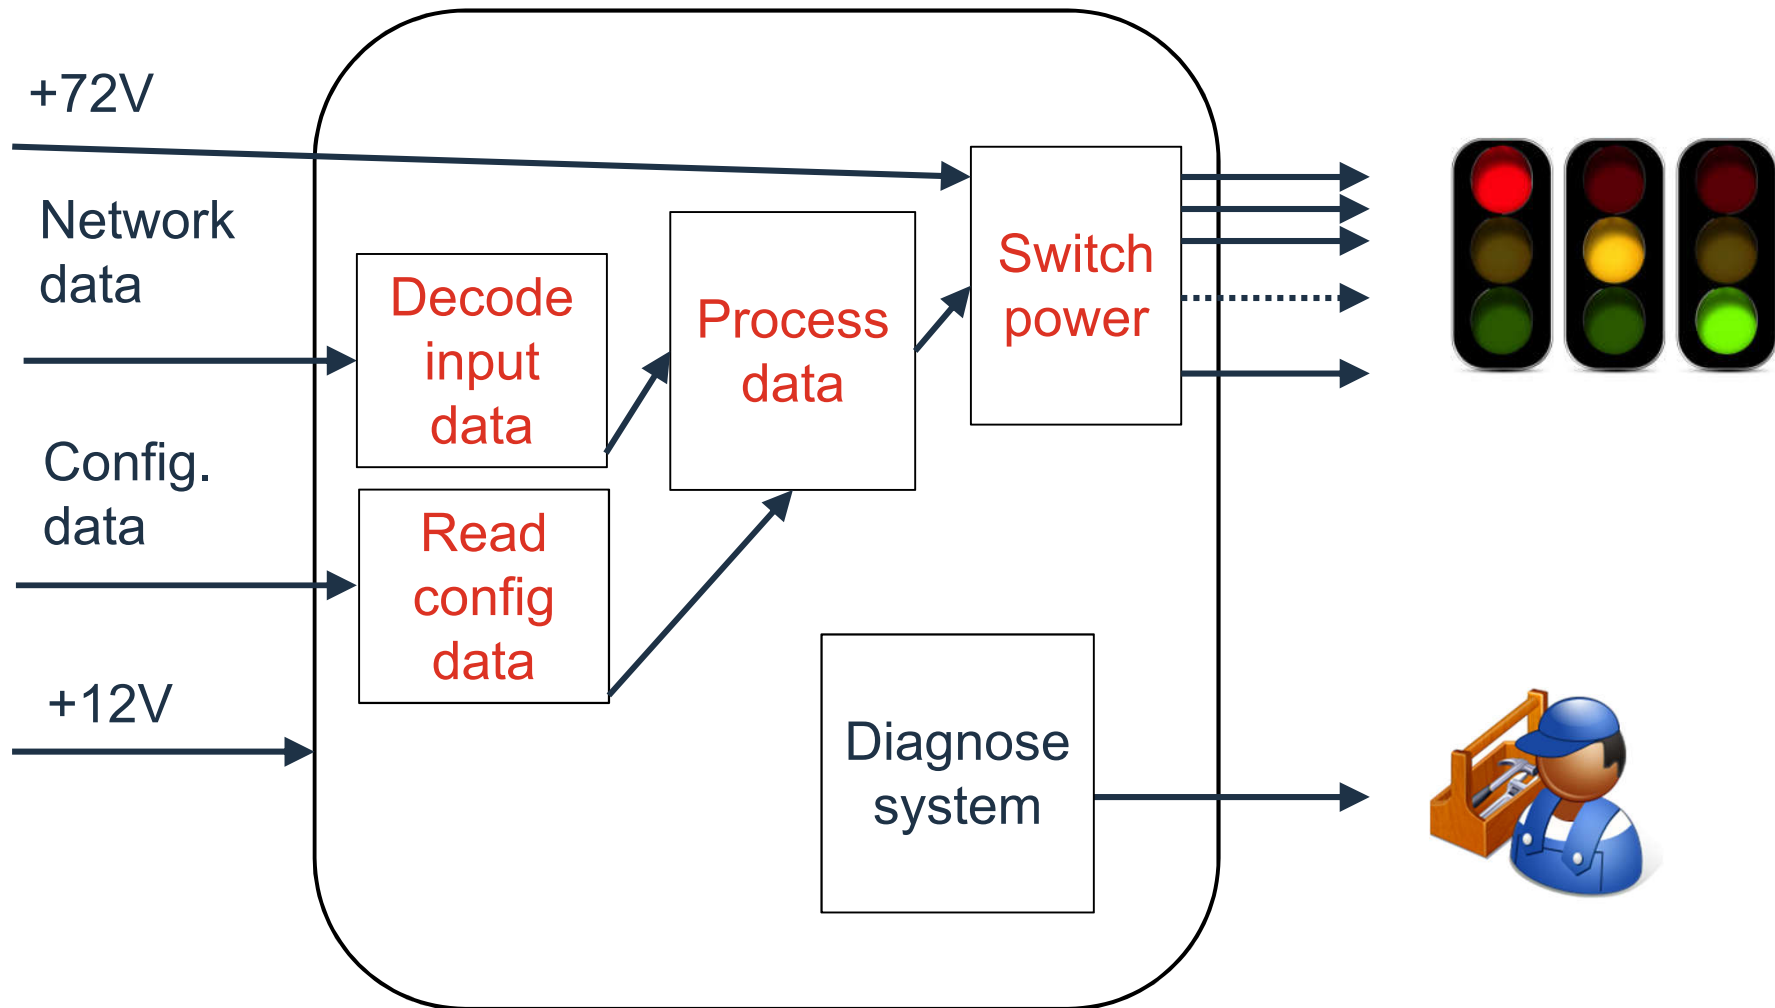 +72V
Network
data
Config.
data
+12V
Decode
input
data
Read
config
data
Process
data
Switch
power
Diagnose
system